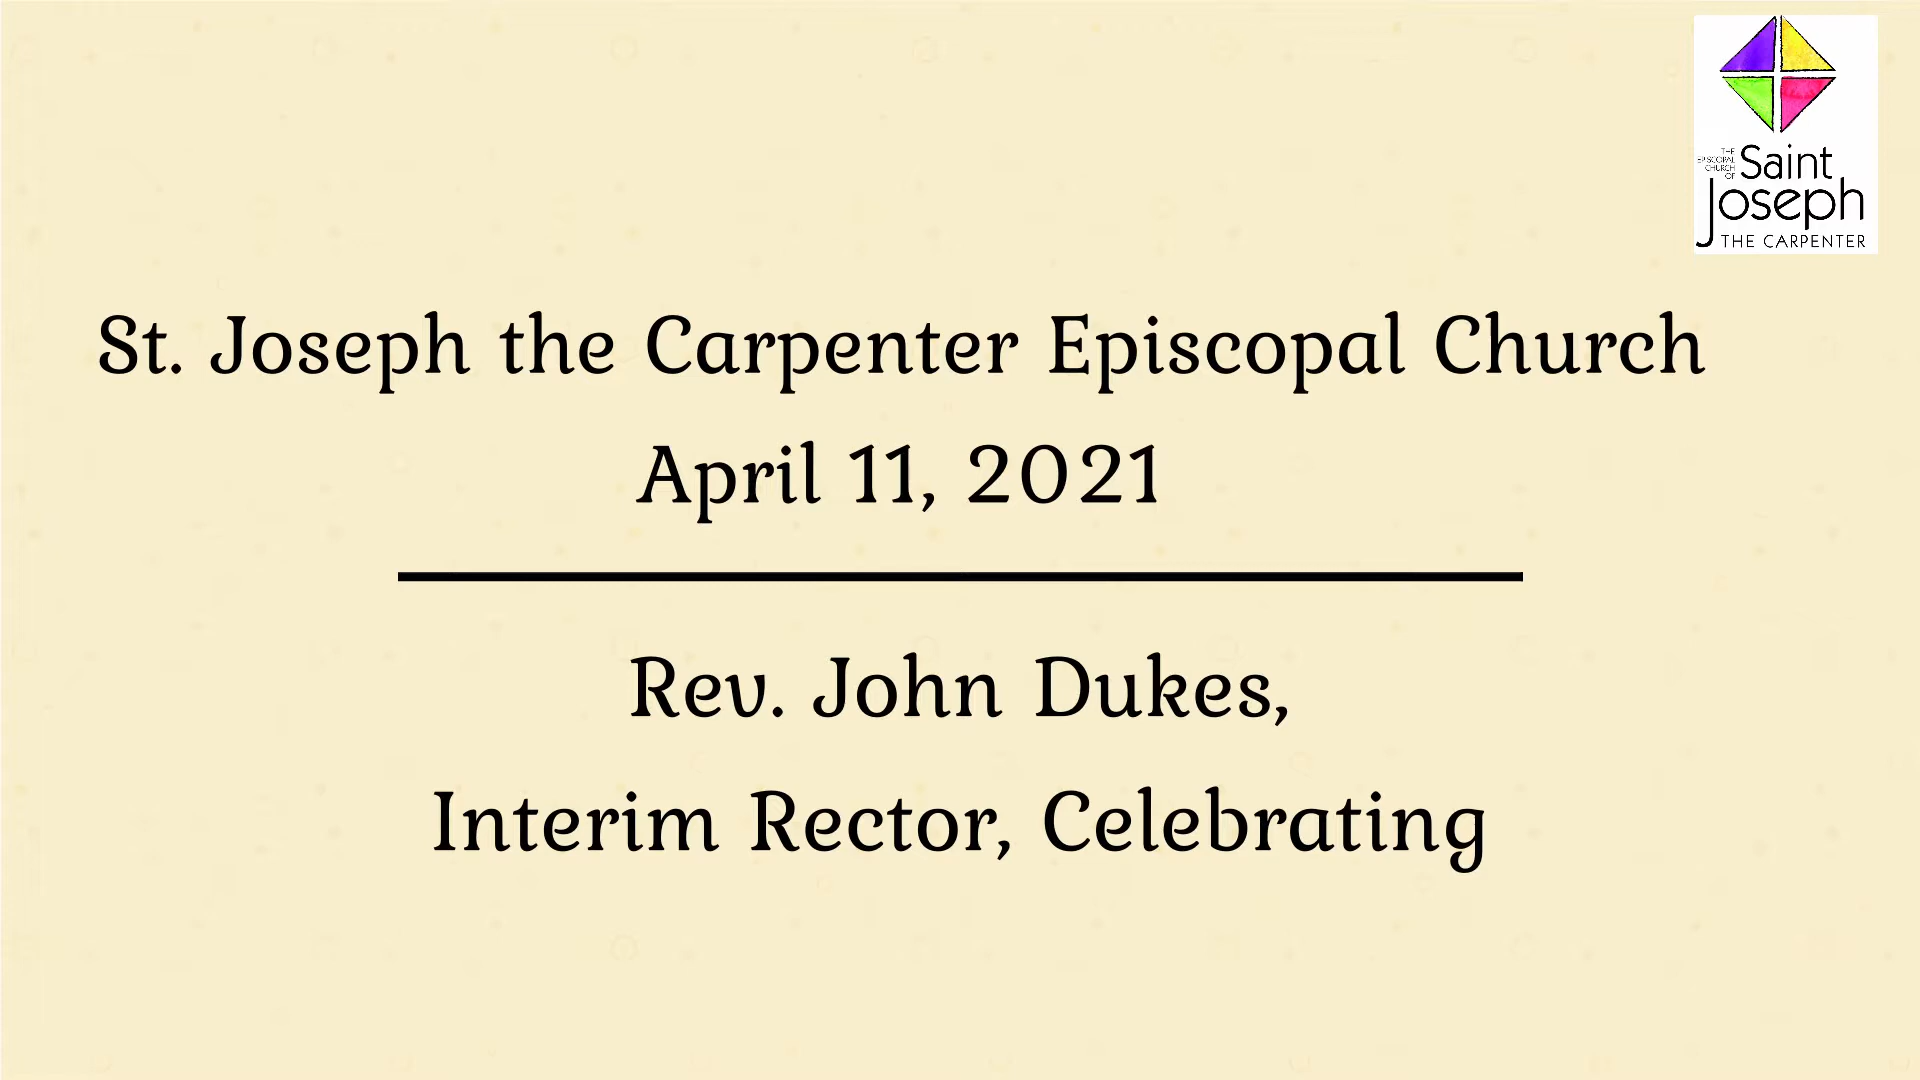 THE
EPISCOPAL
CHURCH
OF
Saint
Joseph
THE CARPENTER
St. Joseph the Carpenter Episcopal Church
April 11, 2021
Rev. John Dukes,
Interim Rector, Celebrating